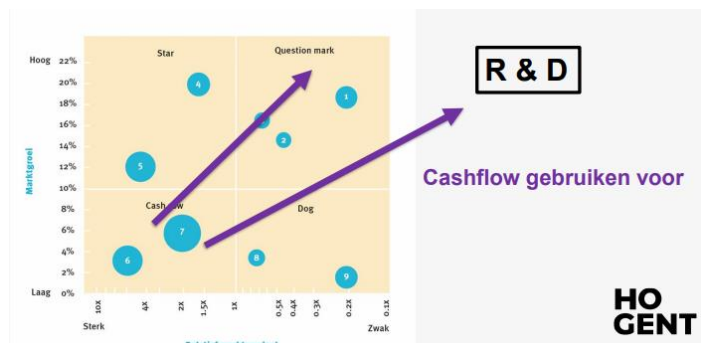 Star
Question mark
R & D
Hoog
22%
20%
18%
16%
14%
12%
10%
8%
6%
4%
2%
0%
Laag
Marktgroei
4
1
2
5
Cashflow gebruiken voor
Dog
7
6
8
9
10X
4X
2X
1.5X
1X
0.5X
0.4X
0.3X
0.2X
0.1X
Sterk
Zwak
HO
GENT